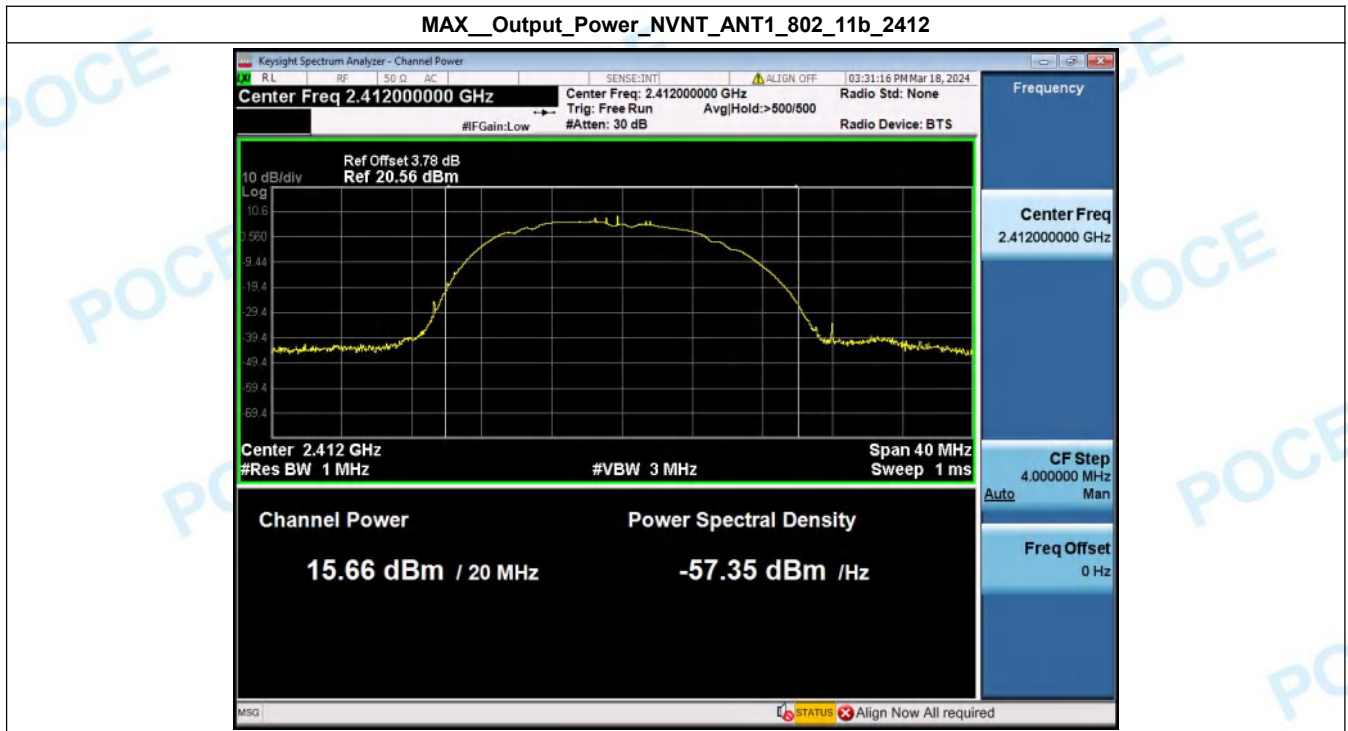 MAX__Output_Power_NVNT_ANT1_802_11b_2412
Keysight Spectrum Analyzer - Channel Power
LXI RL RF 50 Ω AC SENSE:INT ALIGN OFF 03:31:16 PM Mar 18, 2024
Center Freq 2.412000000 GHz
Center Freq: 2.412000000 GHz Radio Std: None
Trig: Free Run Avg|Hold:>500/500
#IFGain:Low #Atten: 30 dB Radio Device: BTS
Frequency
Ref Offset 3.78 dB
10 dB/div Ref 20.56 dBm
Log
10.6
0.560
-9.44
-19.4
-29.4
-39.4
-49.4
-59.4
-69.4
Center 2.412 GHz Span 40 MHz
#Res BW 1 MHz #VBW 3 MHz Sweep 1 ms
Channel Power Power Spectral Density
15.66 dBm / 20 MHz -57.35 dBm /Hz
Center Freq
2.412000000 GHz
CF Step
4.000000 MHz
Auto Man
Freq Offset
0 Hz
MSG STATUS Align Now All required
POCE
POCE
POCE
POCE
POCE
POCE